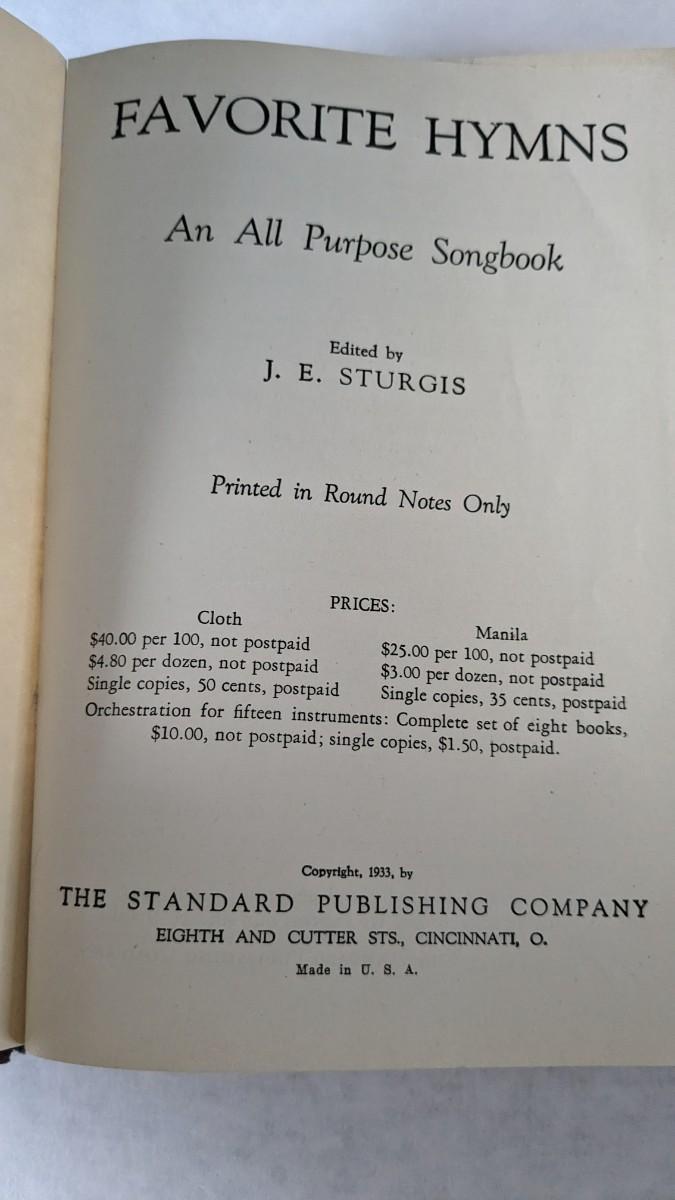 FAVORITE HYMNS
An All Purpose Songbook
Edited by
J. E. STURGIS
Printed in Round Notes Only
PRICES:
Cloth
$40.00 per 100, not postpaid
$4.80 per dozen, not postpaid
Single copies, 50 cents, postpaid
Manila
$25.00 per 100, not postpaid
$3.00 per dozen, not postpaid
Single copies, 35 cents, postpaid
Orchestration for fifteen instruments: Complete set of eight books,
$10.00, not postpaid; single copies, $1.50, postpaid.
Copyright, 1933, by
THE STANDARD PUBLISHING COMPANY
EIGHTH AND CUTTER STS., CINCINNATI, O.
Made in U. S. A.